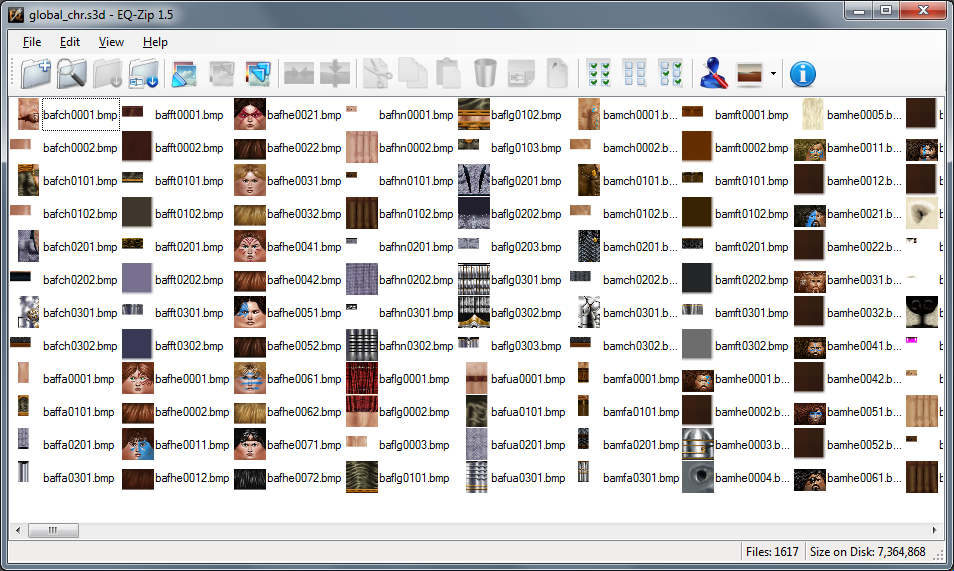 global_chr.s3d - EQ-Zip 1.5
File Edit View Help
bafch0001.bmp bafft0001.bmp bafhe0021.bmp bafhn0001.bmp baflg0102.bmp bamch0001.b... bamft0001.bmp bamhe0005.b...
bafch0002.bmp bafft0002.bmp bafhe0022.bmp bafhn0002.bmp baflg0103.bmp bamch0002.b... bamft0002.bmp bamhe0011.b...
bafch0101.bmp bafft0101.bmp bafhe0031.bmp bafhn0101.bmp baflg0201.bmp bamch0101.b... bamft0101.bmp bamhe0012.b...
bafch0102.bmp bafft0102.bmp bafhe0032.bmp bafhn0102.bmp baflg0202.bmp bamch0102.b... bamft0102.bmp bamhe0021.b...
bafch0201.bmp bafft0201.bmp bafhe0041.bmp bafhn0201.bmp baflg0203.bmp bamch0201.b... bamft0201.bmp bamhe0022.b...
bafch0202.bmp bafft0202.bmp bafhe0042.bmp bafhn0202.bmp baflg0301.bmp bamch0202.b... bamft0202.bmp bamhe0031.b...
bafch0301.bmp bafft0301.bmp bafhe0051.bmp bafhn0301.bmp baflg0302.bmp bamch0301.b... bamft0301.bmp bamhe0032.b...
bafch0302.bmp bafft0302.bmp bafhe0052.bmp bafhn0302.bmp baflg0303.bmp bamch0302.b... bamft0302.bmp bamhe0041.b...
baffa0001.bmp bafhe0001.bmp bafhe0061.bmp baflg0001.bmp bafua0001.bmp bamfa0001.bmp bamhe0001.b... bamhe0042.b...
baffa0101.bmp bafhe0002.bmp bafhe0062.bmp baflg0002.bmp bafua0101.bmp bamfa0101.bmp bamhe0002.b... bamhe0051.b...
baffa0201.bmp bafhe0011.bmp bafhe0071.bmp baflg0003.bmp bafua0201.bmp bamfa0201.bmp bamhe0003.b... bamhe0052.b...
baffa0301.bmp bafhe0012.bmp bafhe0072.bmp baflg0101.bmp bafua0301.bmp bamfa0301.bmp bamhe0004.b... bamhe0061.b...
Files: 1617 Size on Disk: 7,364,868